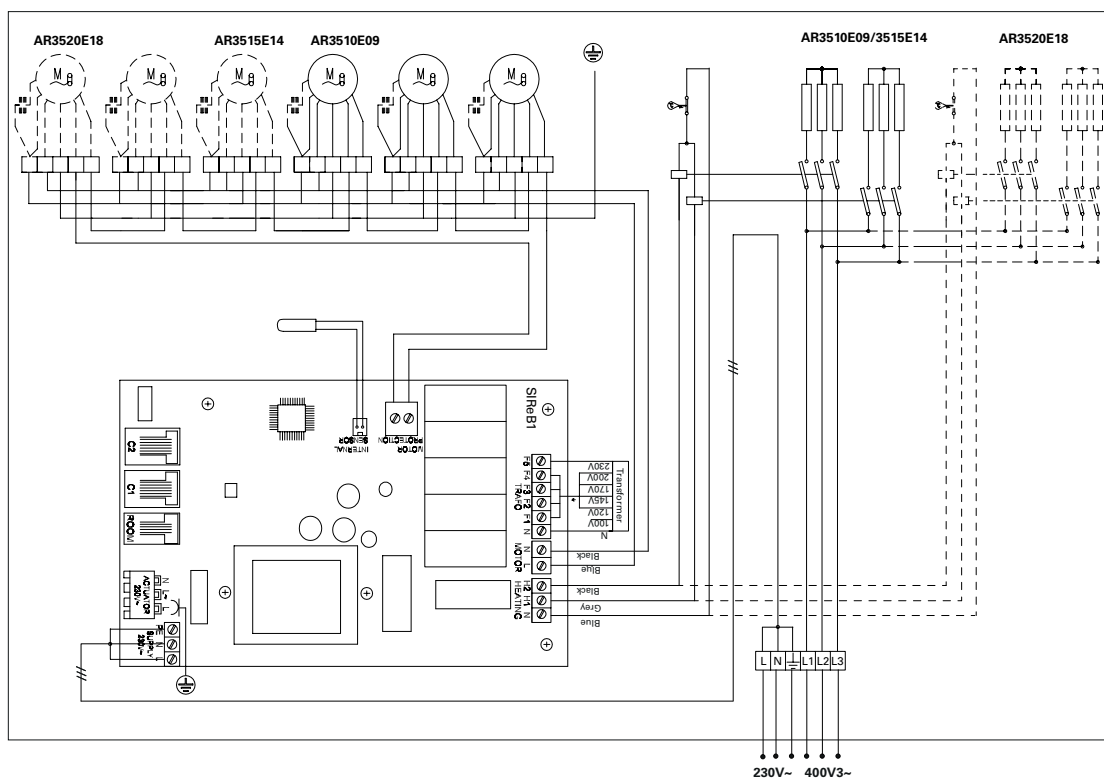 AR3520E18
AR3515E14
AR3510E09
AR3510E09/3515E14
AR3520E18
M
M
M
M
M
M
SIReB1
INTERNAL SENSOR
MOTOR PROTECTION
C2
C1
ROOM
ACTUATOR 230V~
N
L
SUPPLY 230V~
PE
N
L
TRAFO
F5
F4
F3
F2
F1
N
Transformer
230V
200V
170V
145V
120V
100V
N
MOTOR
N
L
Black
Blue
HEATING
H2
H1
N
Black
Grey
Blue
L N L1 L2 L3
230V~ 400V3~